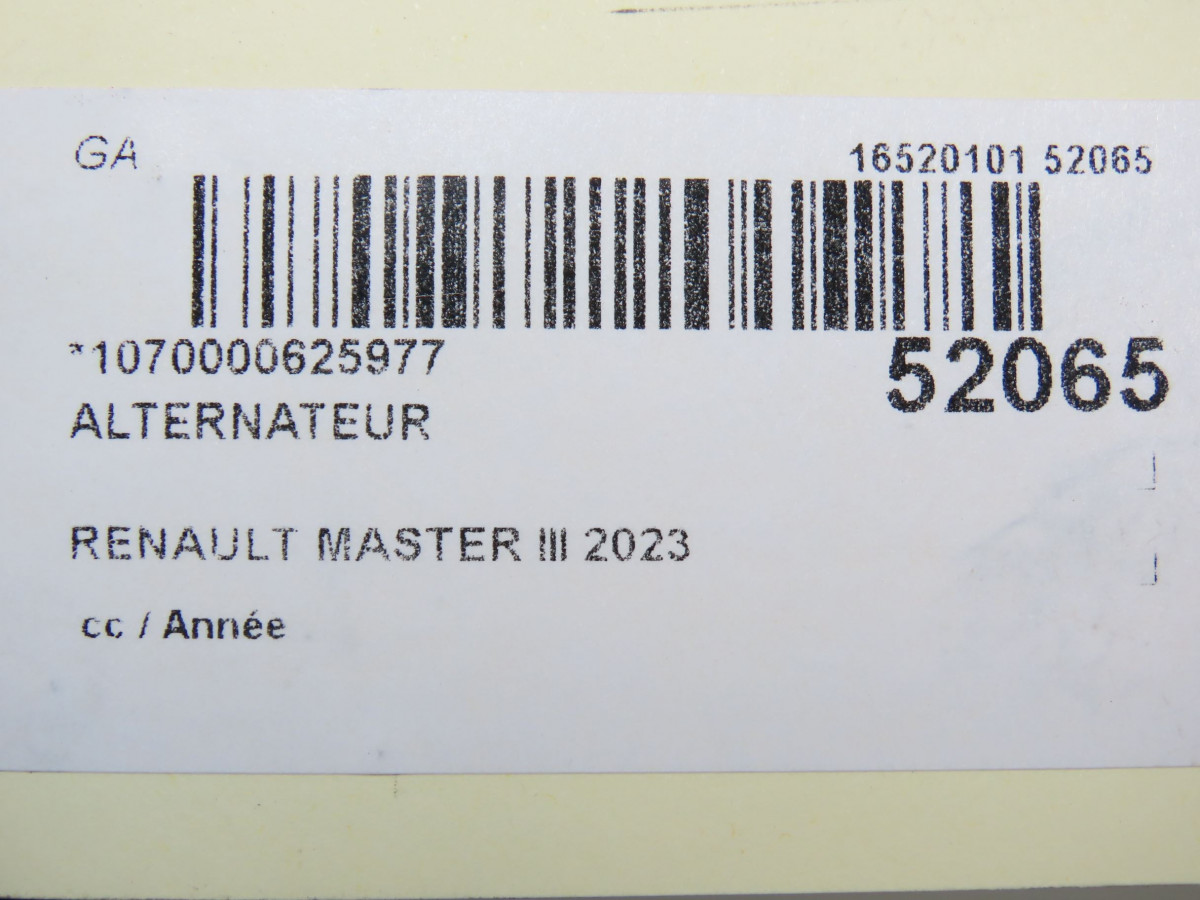 GA
16520101 52065
*1070000625977
52065
ALTERNATEUR
RENAULT MASTER III 2023
cc / Année